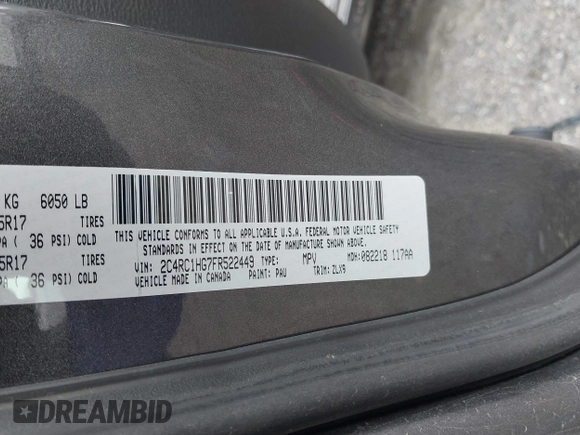 KG 6050 LB
5R17 TIRES
PA ( 36 PSI) COLD
5R17 TIRES
PA ( 36 PSI) COLD
THIS VEHICLE CONFORMS TO ALL APPLICABLE U.S.A. FEDERAL MOTOR VEHICLE SAFETY
STANDARDS IN EFFECT ON THE DATE OF MANUFACTURE SHOWN ABOVE.
VIN: 2C4RC1HG7FR522449 TYPE: MPV MDH: 082218 117AA
VEHICLE MADE IN CANADA PAINT: PAU TRIM: ZLX9
DREAMBID